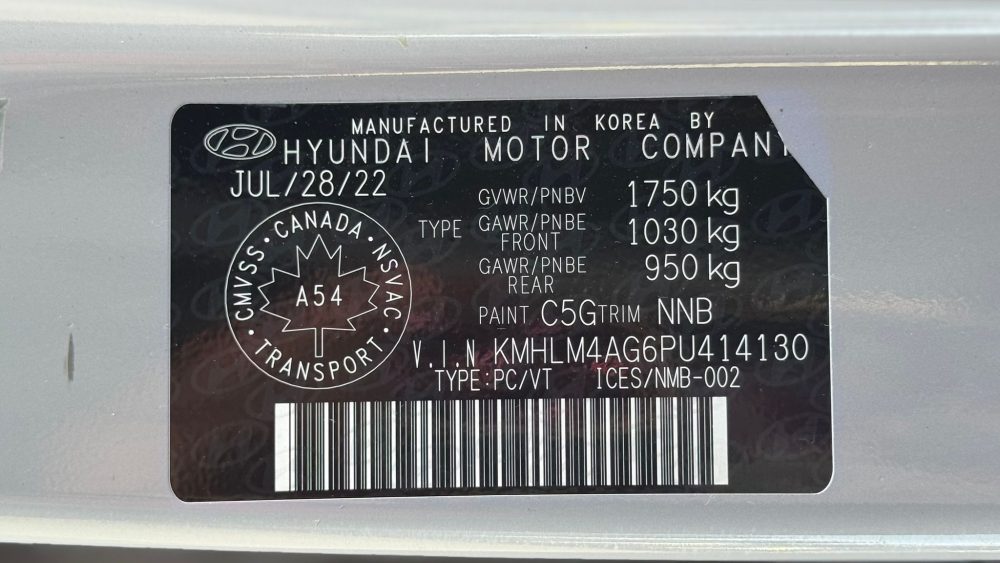 MANUFACTURED IN KOREA BY
HYUNDAI MOTOR COMPANY
JUL/28/22
GVWR/PNBV 1750 kg
TYPE GAWR/PNBE FRONT 1030 kg
GAWR/PNBE REAR 950 kg
PAINT C5G TRIM NNB
V.I.N KMHLM4AG6PU414130
TYPE:PC/VT ICES/NMB-002
CMVSS · CANADA · NSVAC · TRANSPORT ·
A54